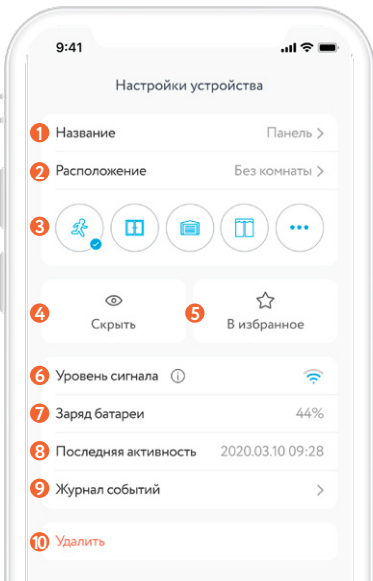 9:41
Настройки устройства
1 Название Панель >
2 Расположение Без комнаты >
3
4 Скрыть 5 В избранное
6 Уровень сигнала
7 Заряд батареи 44%
8 Последняя активность 2020.03.10 09:28
9 Журнал событий >
10 Удалить